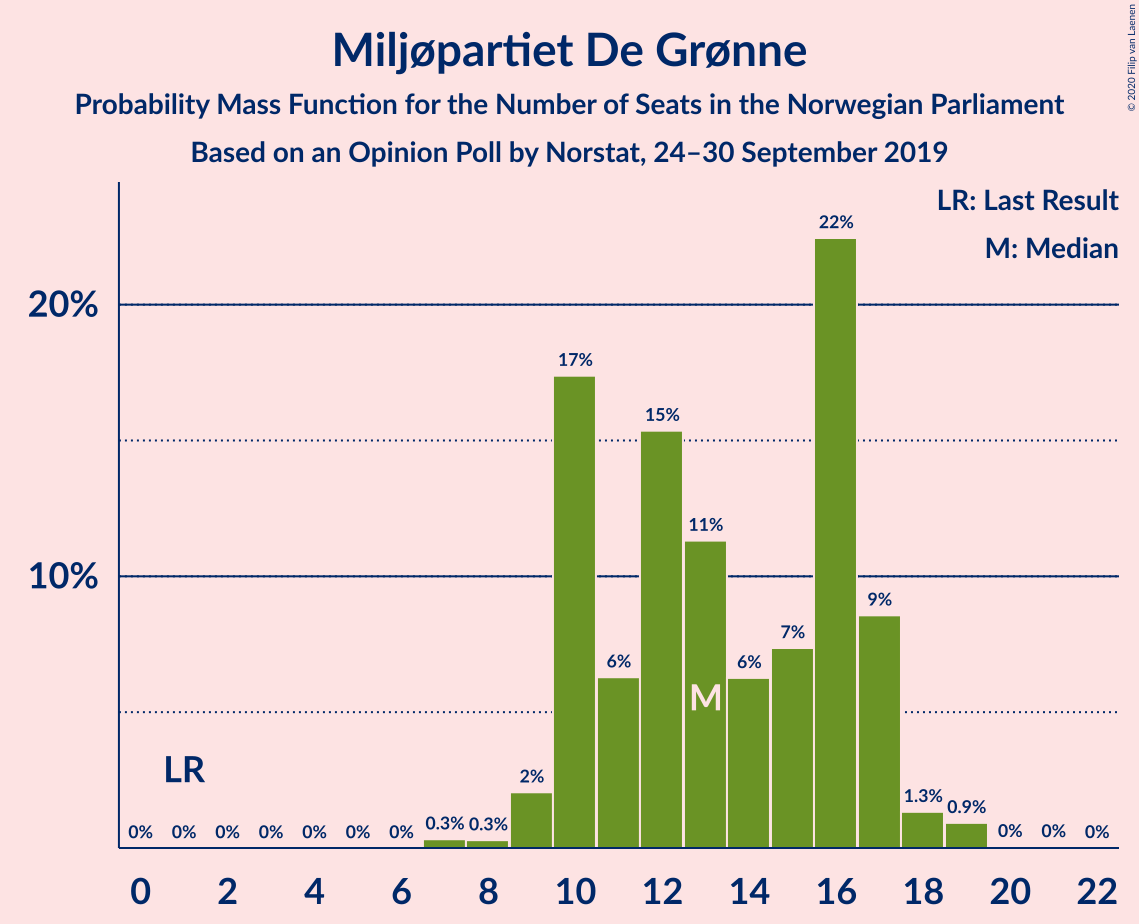 Miljøpartiet De Grønne
Probability Mass Function for the Number of Seats in the Norwegian Parliament
Based on an Opinion Poll by Norstat, 24–30 September 2019
© 2020 Filip van Laenen
LR: Last Result
M: Median
20%
10%
22%
17%
15%
11%
9%
7%
6%
6%
M
LR
2%
1.3%
0.9%
0% 0% 0% 0% 0% 0% 0% 0.3% 0.3%
0% 0% 0%
0 2 4 6 8 10 12 14 16 18 20 22